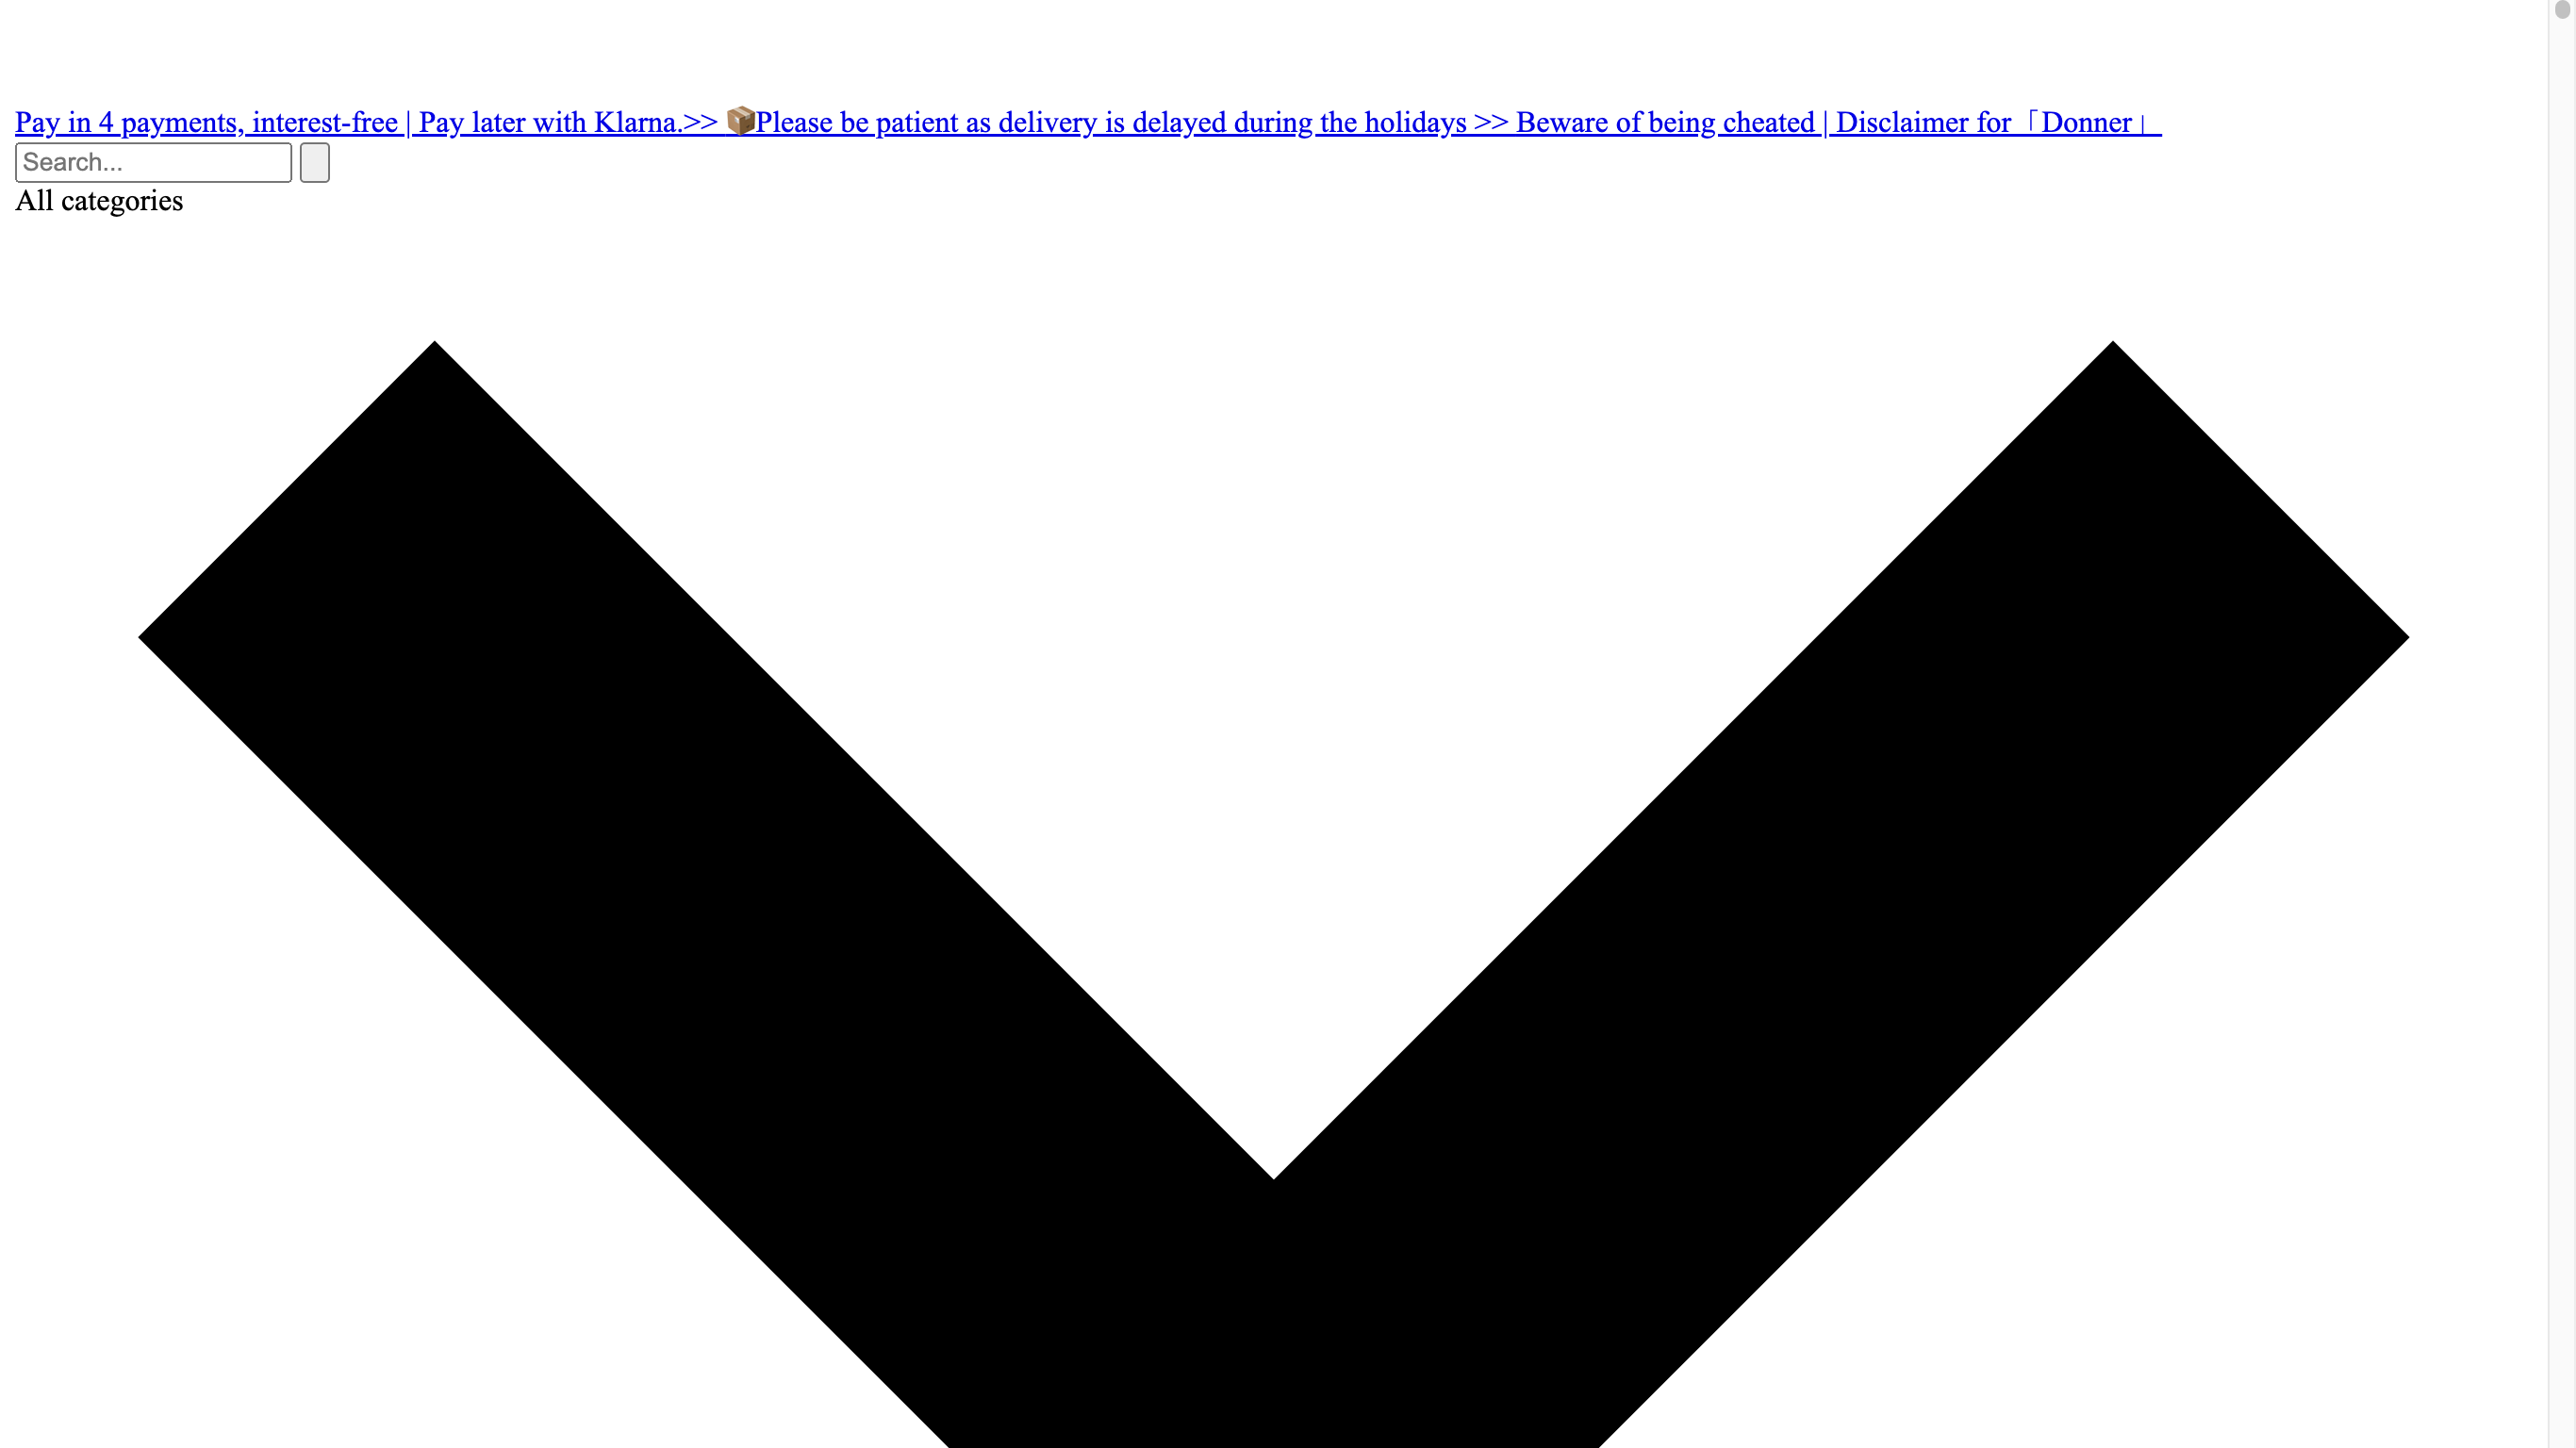 Pay in 4 payments, interest-free | Pay later with Klarna.>> 📦Please be patient as delivery is delayed during the holidays >> Beware of being cheated | Disclaimer for「Donner」
Search...
All categories